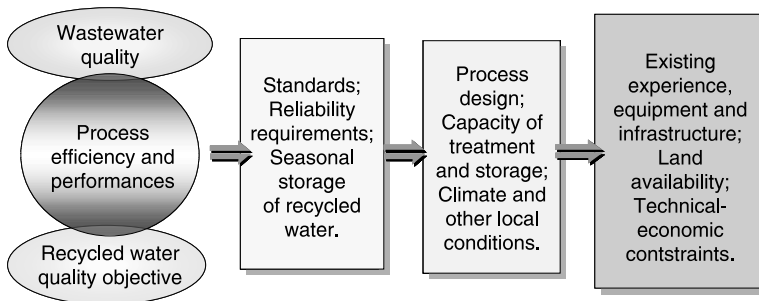 Wastewater
quality
Process
efficiency and
performances
Recycled water
quality objective
Standards;
Reliability
requirements;
Seasonal
storage
of recycled
water.
Process
design;
Capacity of
treatment
and storage;
Climate and
other local
conditions.
Existing
experience,
equipment and
infrastructure;
Land
availability;
Technical-
economic
contstraints.